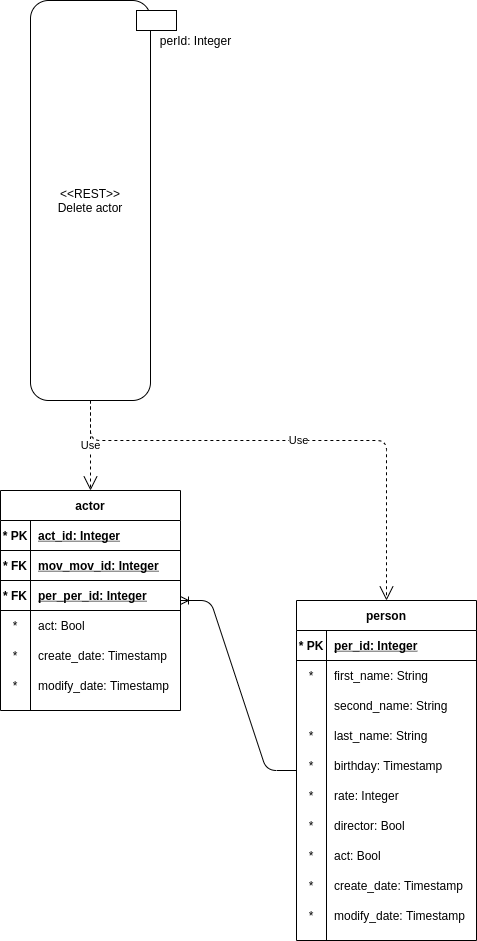 perId: Integer
<<REST>>
Delete actor
Use
Use
actor
* PK act_id: Integer
* FK mov_mov_id: Integer
* FK per_per_id: Integer
* act: Bool
* create_date: Timestamp
* modify_date: Timestamp
person
* PK per_id: Integer
* first_name: String
second_name: String
* last_name: String
* birthday: Timestamp
* rate: Integer
* director: Bool
* act: Bool
* create_date: Timestamp
* modify_date: Timestamp